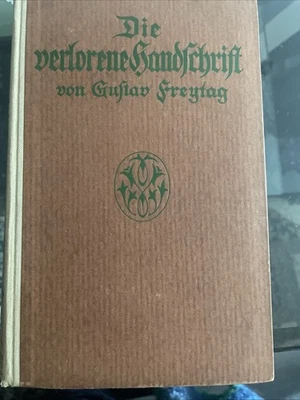 Die
verlorene Handschrift
von Gustav Freytag